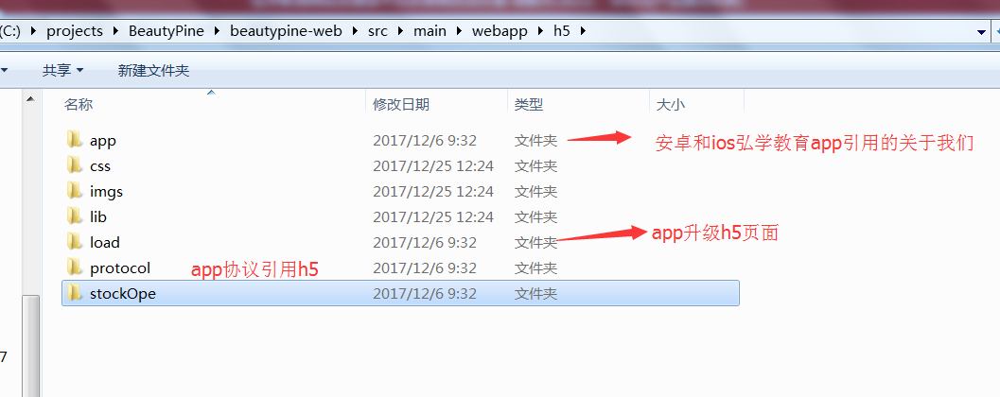 (C:) projects BeautyPine beautypine-web src main webapp h5
共享 新建文件夹
名称 修改日期 类型 大小
app 2017/12/6 9:32 文件夹 安卓和ios弘学教育app引用的关于我们
css 2017/12/25 12:24 文件夹
imgs 2017/12/25 12:24 文件夹
lib 2017/12/25 12:24 文件夹
load 2017/12/6 9:32 文件夹 app升级h5页面
protocol app协议引用h5 2017/12/6 9:32 文件夹
stockOpe 2017/12/6 9:32 文件夹
7